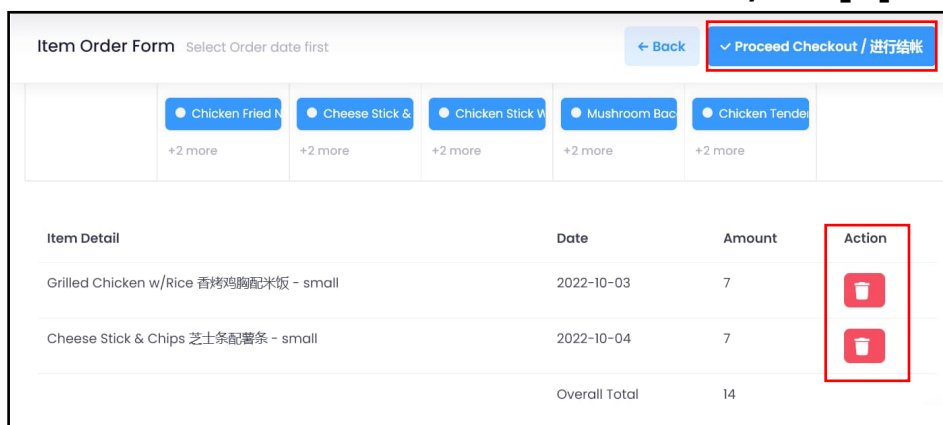 Item Order Form Select Order date first ← Back ✓ Proceed Checkout / 进行结帐
Chicken Fried N Cheese Stick & Chicken Stick W Mushroom Bac Chicken Tender
+2 more +2 more +2 more +2 more +2 more
Item Detail Date Amount Action
Grilled Chicken w/Rice 香烤鸡胸配米饭 - small 2022-10-03 7
Cheese Stick & Chips 芝士条配薯条 - small 2022-10-04 7
Overall Total 14